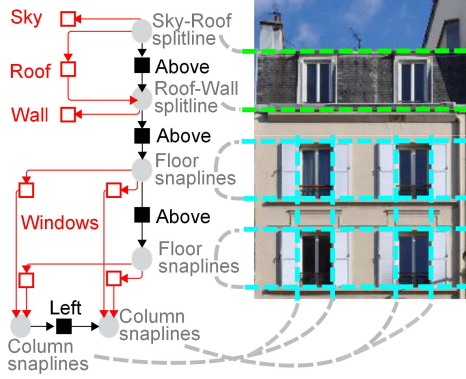 Sky
Sky-Roof
splitline
Above
Roof
Roof-Wall
splitline
Wall
Above
Floor
snaplines
Windows
Above
Floor
snaplines
Left
Column
snaplines
Column
snaplines